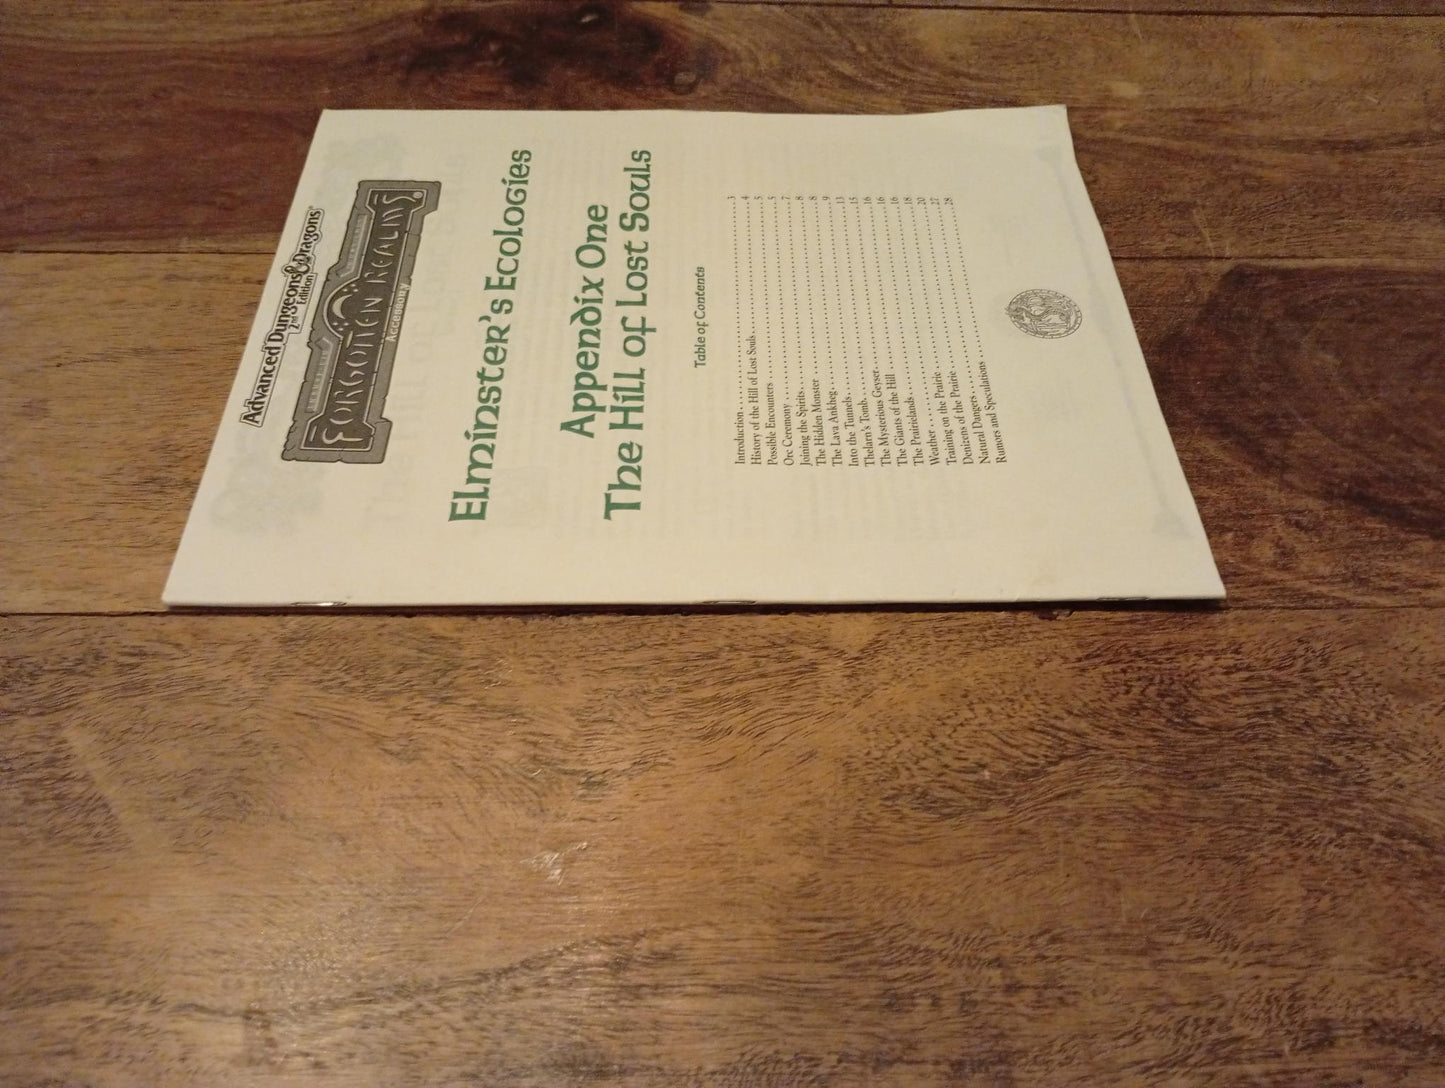 Advanced Dungeons & Dragons®
2nd Edition
FORGOTTEN REALMS®
Accessory
Elminster's Ecologies
Appendix One
The Hill of Lost Souls
Table of Contents
Introduction . . . . . 3
History of the Hill of Lost Souls . . . . . 4
Possible Encounters . . . . . 5
Orc Ceremony . . . . . 5
Joining the Spirits . . . . . 7
The Hidden Monster . . . . . 8
The Lava Ankheg . . . . . 8
Into the Tunnels . . . . . 9
Thelarn's Tomb . . . . . 13
The Mysterious Geyser . . . . . 15
The Giants of the Hill . . . . . 16
The Prairielands . . . . . 16
Weather . . . . . 16
Training on the Prairie . . . . . 18
Denizens of the Prairie . . . . . 20
Natural Dangers . . . . . 27
Rumors and Speculations . . . . . 28